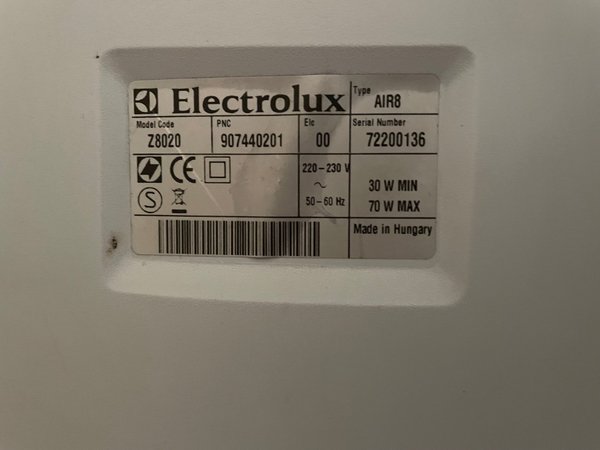 Electrolux
Type
AIR8
Model Code
Z8020
PNC
907440201
Elc
00
Serial Number
72200136
CE
S
220-230 V
~
50-60 Hz
30 W MIN
70 W MAX
Made in Hungary